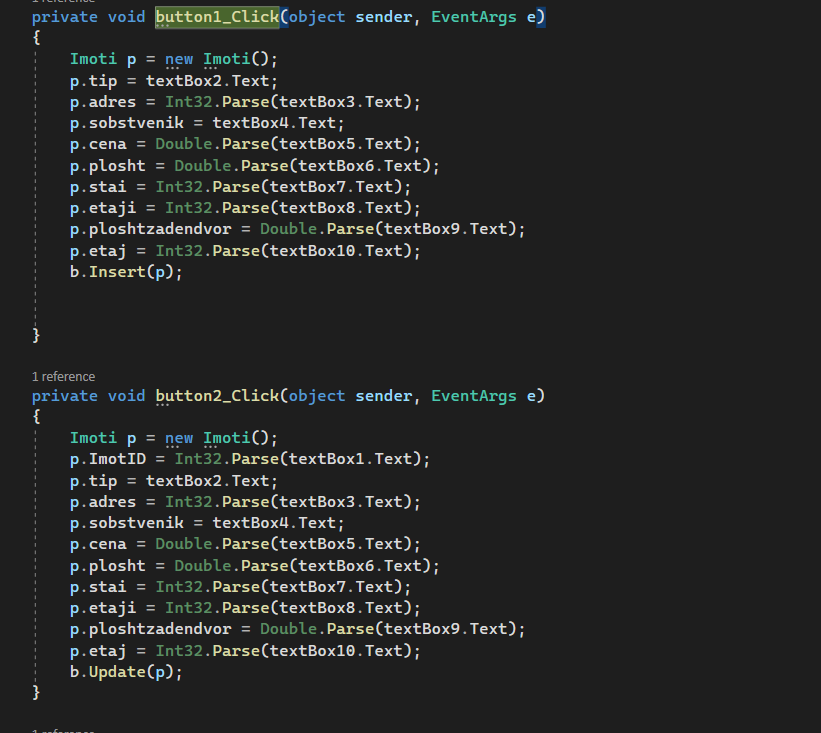 1 reference
private void button1_Click(object sender, EventArgs e)
{
Imoti p = new Imoti();
p.tip = textBox2.Text;
p.adres = Int32.Parse(textBox3.Text);
p.sobstvenik = textBox4.Text;
p.cena = Double.Parse(textBox5.Text);
p.plosht = Double.Parse(textBox6.Text);
p.stai = Int32.Parse(textBox7.Text);
p.etaji = Int32.Parse(textBox8.Text);
p.ploshtzadendvor = Double.Parse(textBox9.Text);
p.etaj = Int32.Parse(textBox10.Text);
b.Insert(p);
}
1 reference
private void button2_Click(object sender, EventArgs e)
{
Imoti p = new Imoti();
p.ImotID = Int32.Parse(textBox1.Text);
p.tip = textBox2.Text;
p.adres = Int32.Parse(textBox3.Text);
p.sobstvenik = textBox4.Text;
p.cena = Double.Parse(textBox5.Text);
p.plosht = Double.Parse(textBox6.Text);
p.stai = Int32.Parse(textBox7.Text);
p.etaji = Int32.Parse(textBox8.Text);
p.ploshtzadendvor = Double.Parse(textBox9.Text);
p.etaj = Int32.Parse(textBox10.Text);
b.Update(p);
}
1 reference